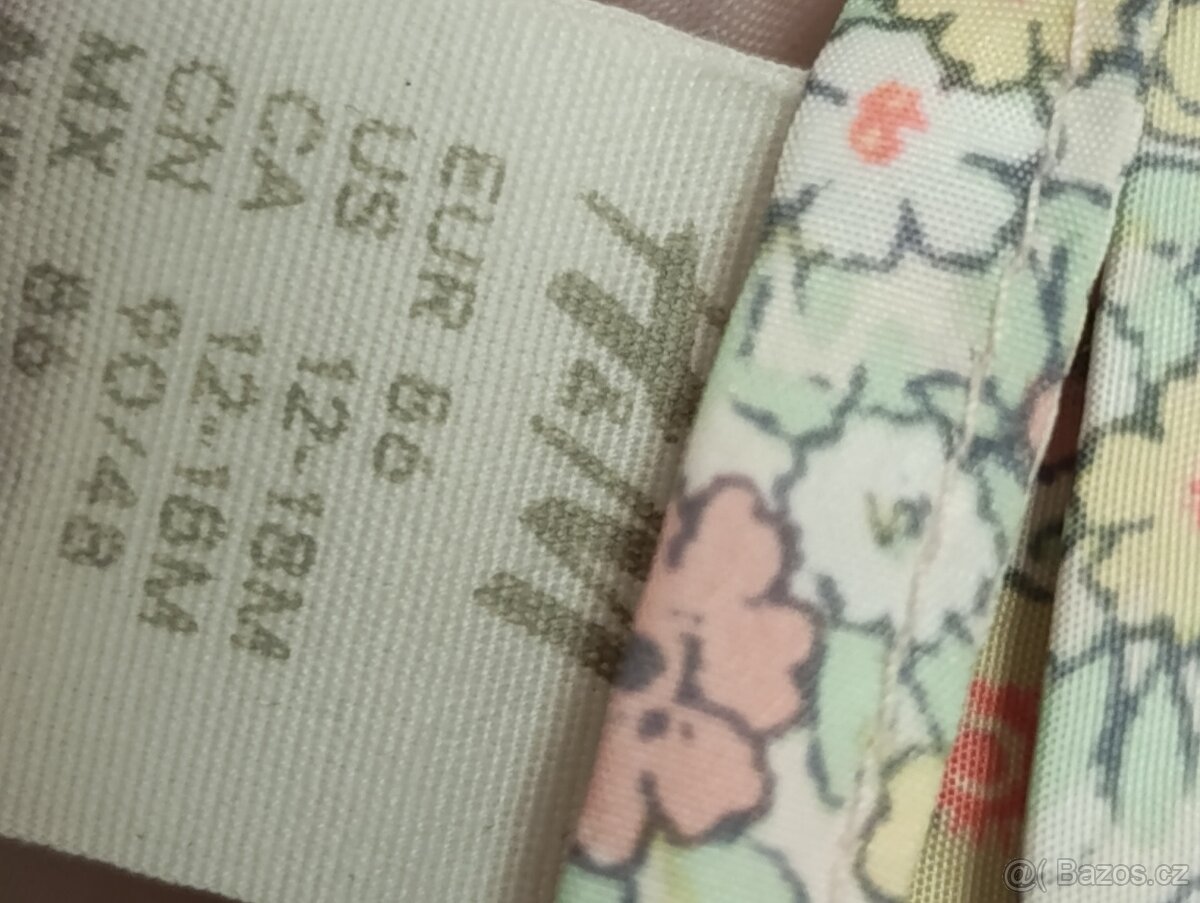 H&M
EUR 86
US 12-18M
CA 12-18M
CN 90/48
MX 86
@( Bazos.cz